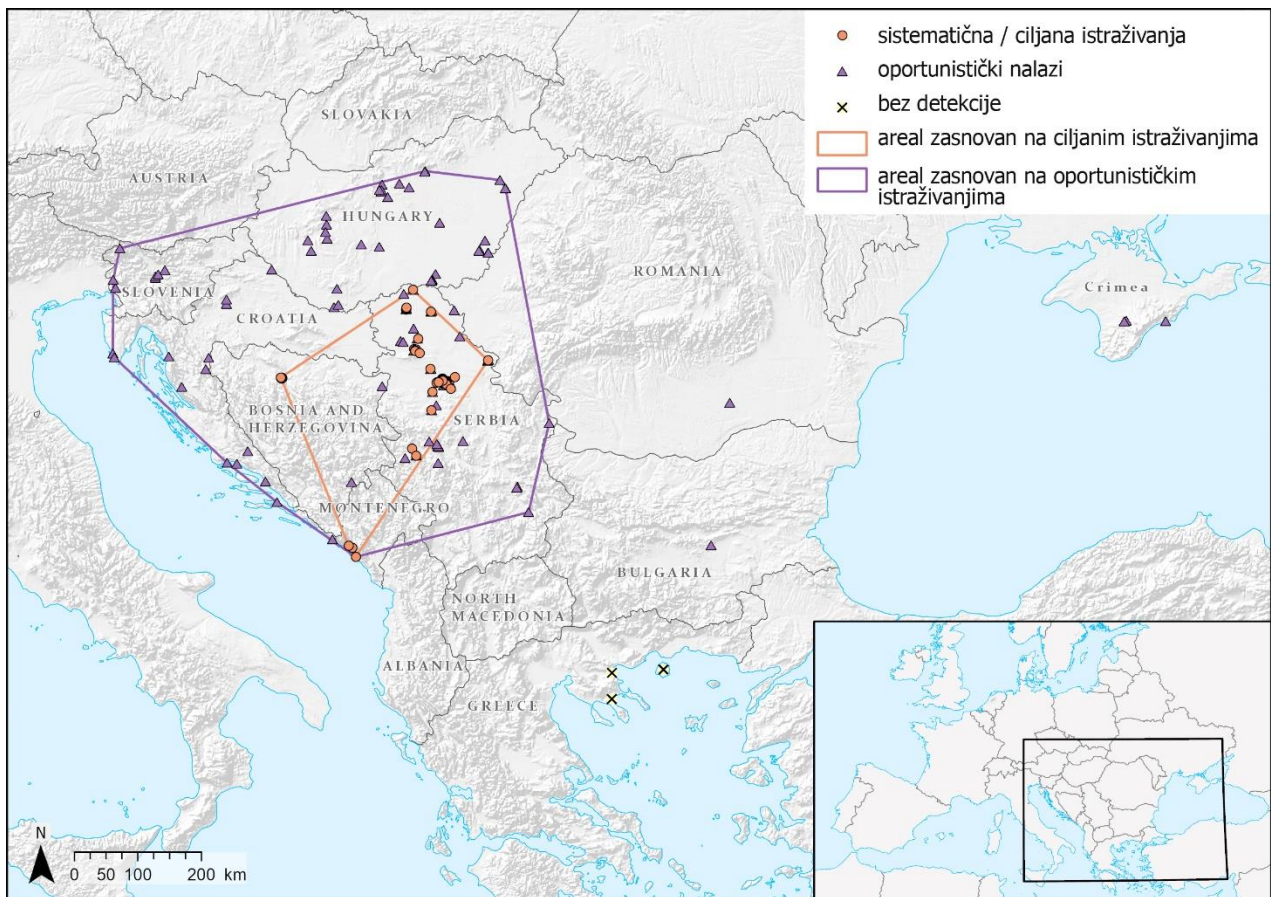 sistematična / ciljana istraživanja
oportunistički nalazi
bez detekcije
areal zasnovan na ciljanim istraživanjima
areal zasnovan na oportunističkim
istraživanjima
SLOVAKIA
AUSTRIA
HUNGARY
ROMANIA
SLOVENIA
Crimea
CROATIA
BOSNIA AND
HERZEGOVINA
SERBIA
MONTENEGRO
BULGARIA
NORTH
MACEDONIA
ALBANIA
GREECE
N
0 50 100 200 km